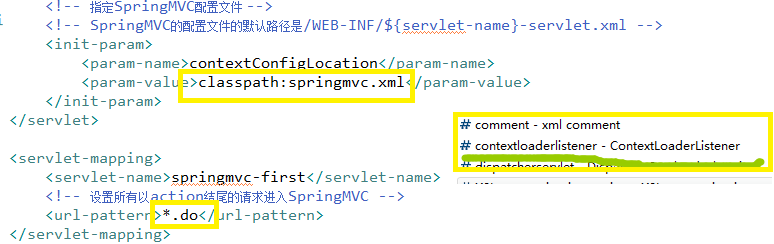 <!-- 指定SpringMVC配置文件 -->
<!-- SpringMVC的配置文件的默认路径是/WEB-INF/${servlet-name}-servlet.xml -->
<init-param>
<param-name>contextConfigLocation</param-name>
<param-value>classpath:springmvc.xml</param-value>
</init-param>
</servlet>
<servlet-mapping>
<servlet-name>springmvc-first</servlet-name>
<!-- 设置所有以action结尾的请求进入SpringMVC -->
<url-pattern>*.do</url-pattern>
</servlet-mapping>
# comment - xml comment
# contextloaderlistener - ContextLoaderListener